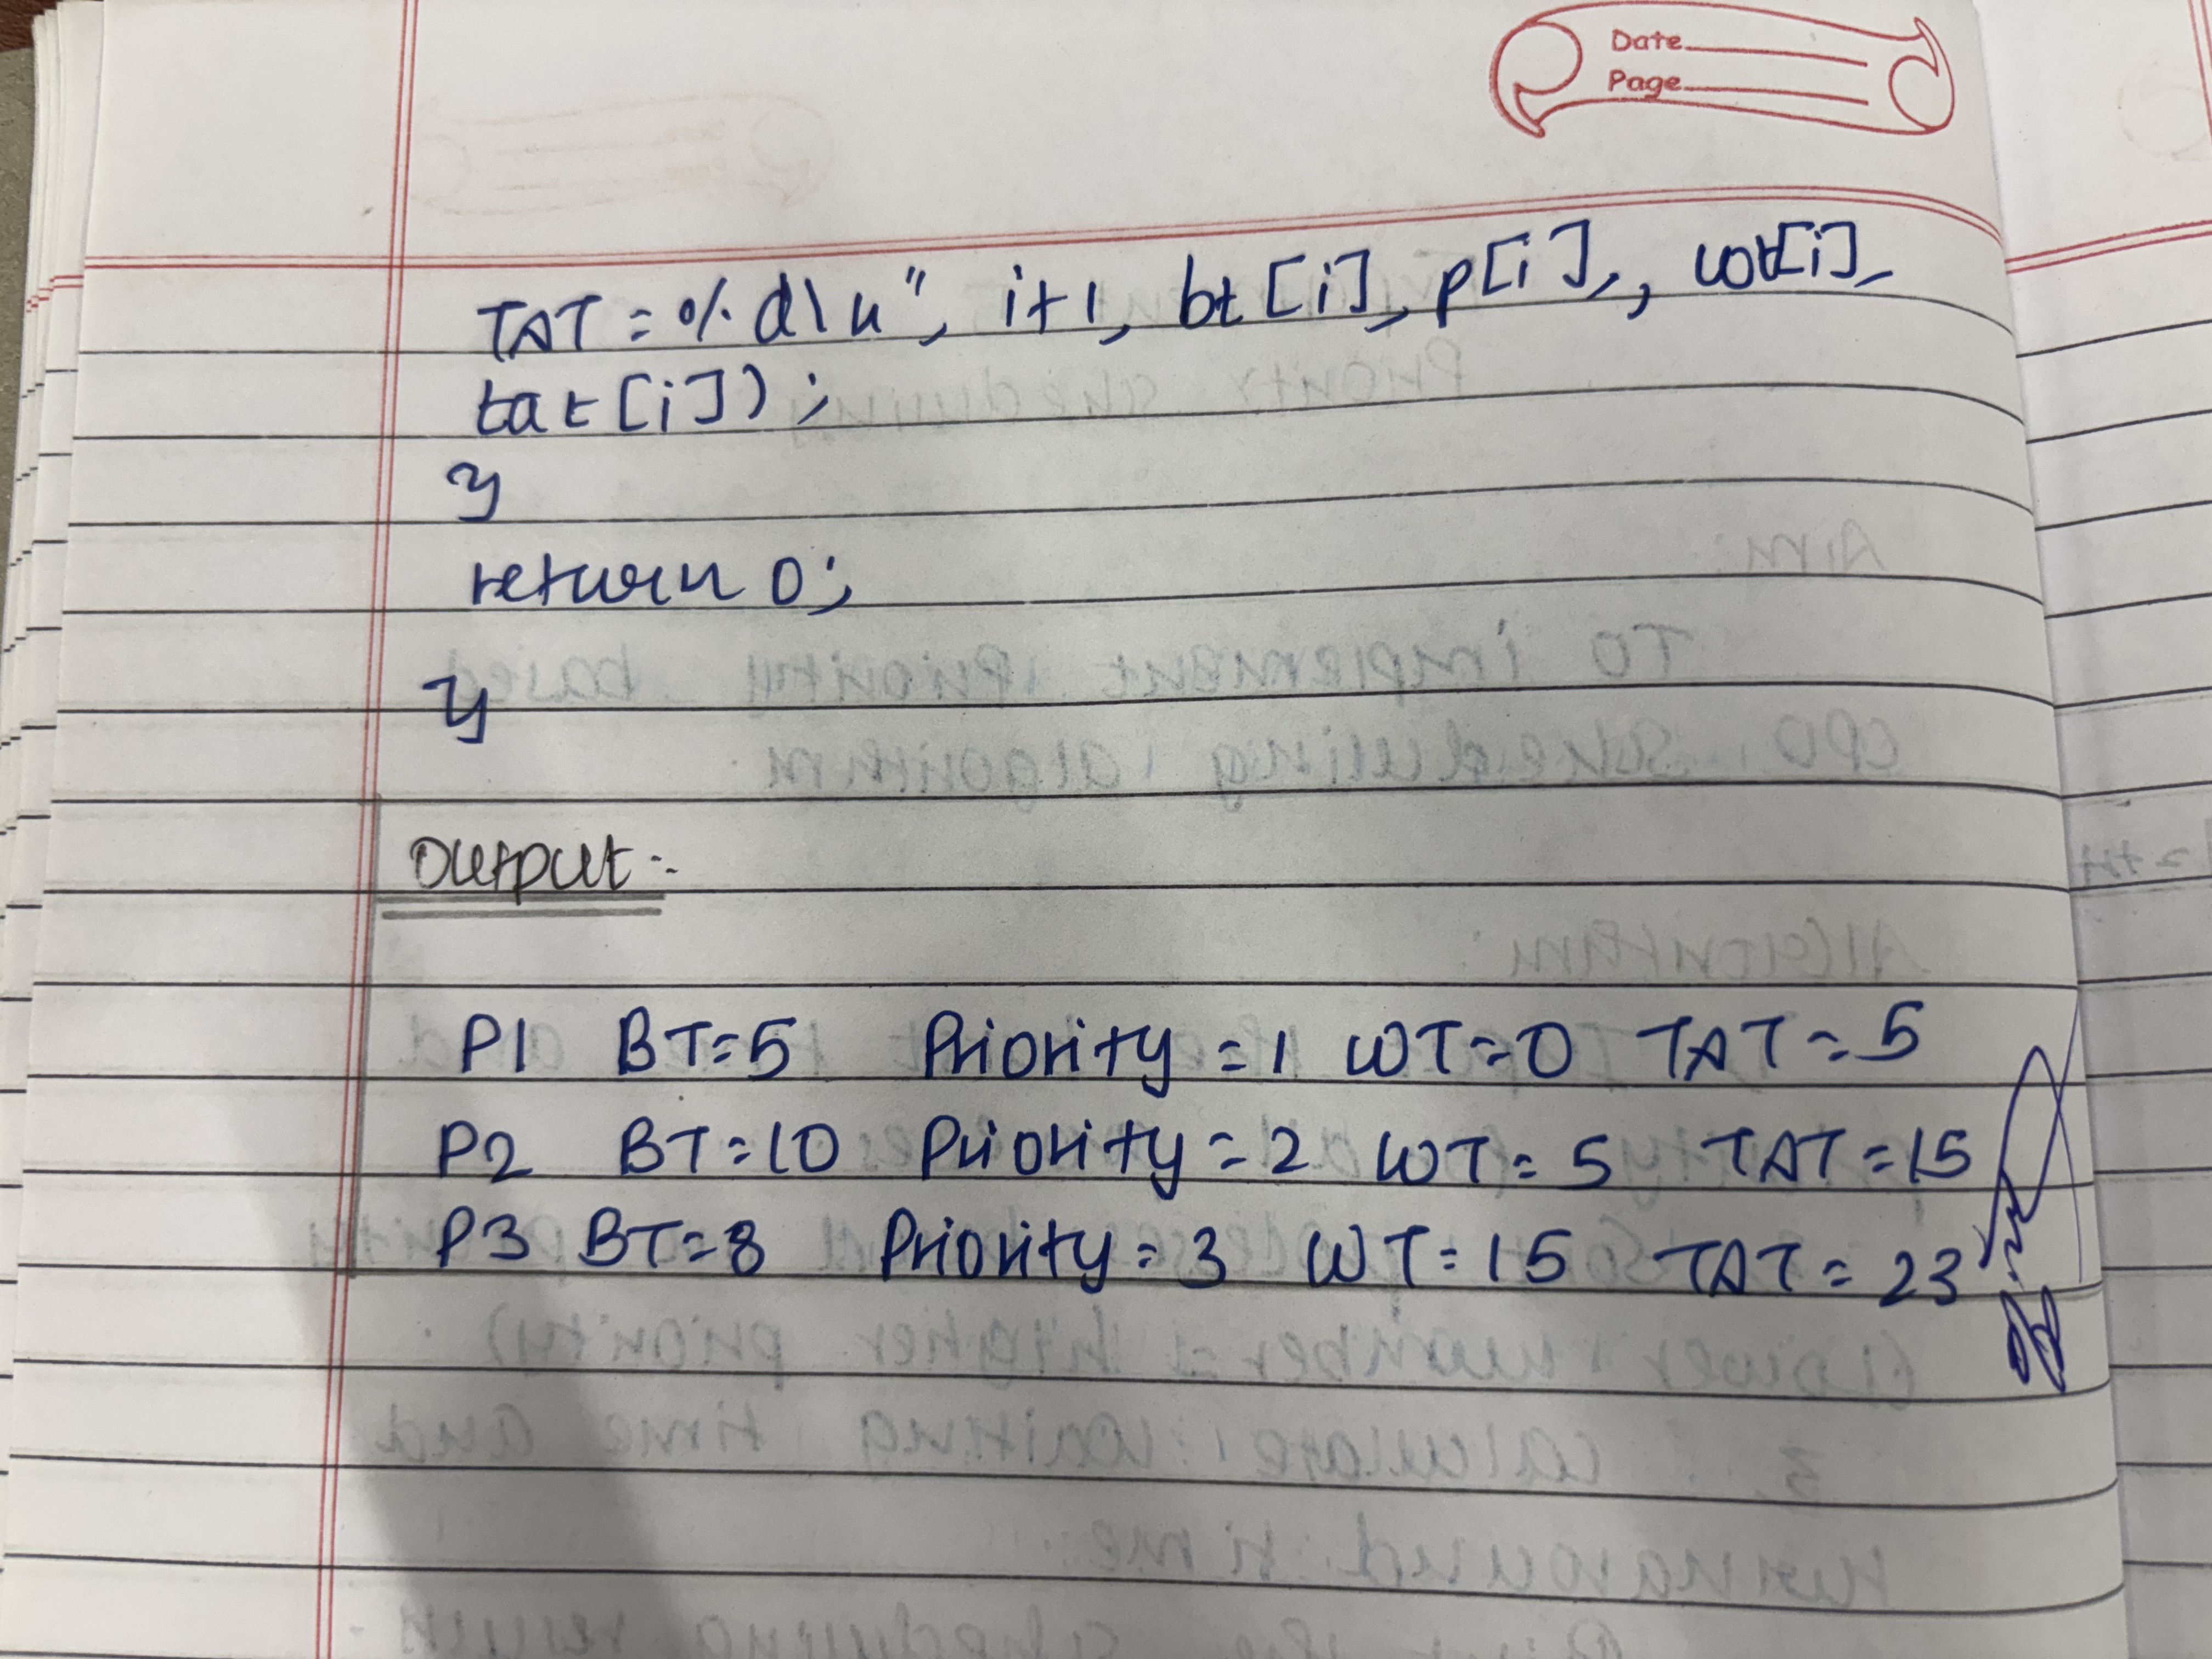 Date
Page
TAT = %d\n", i+1, bt[i], p[i], wt[i],
tat[i]);
}
return 0;
}
Output :-
P1 BT=5 Priority=1 WT=0 TAT=5
P2 BT=10 Priority=2 WT=5 TAT=15
P3 BT=8 Priority=3 WT=15 TAT=23